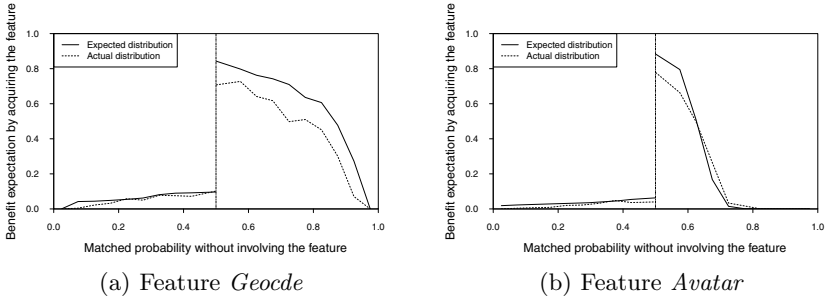 Benefit expectation by acquiring the feature
1.0
0.8
0.6
0.4
0.2
0.0
Expected distribution
Actual distribution
0.0 0.2 0.4 0.6 0.8 1.0
Matched probability without involving the feature
(a) Feature Geocde
Benefit expectation by acquiring the feature
1.0
0.8
0.6
0.4
0.2
0.0
Expected distribution
Actual distribution
0.0 0.2 0.4 0.6 0.8 1.0
Matched probability without involving the feature
(b) Feature Avatar